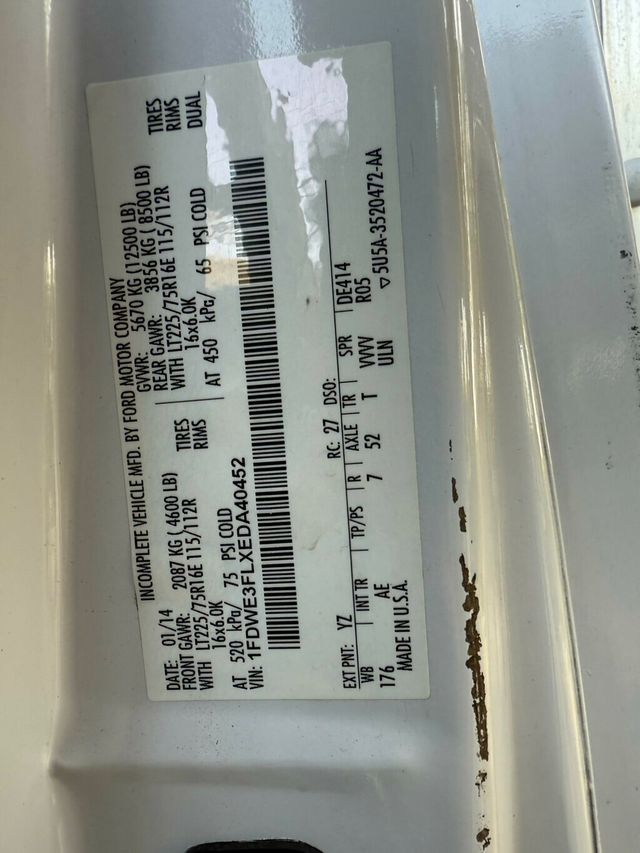 INCOMPLETE VEHICLE MFD. BY FORD MOTOR COMPANY
DATE: 01/14 GVWR: 5670 KG (12500 LB)
FRONT GAWR: 2087 KG ( 4600 LB) REAR GAWR: 3856 KG ( 8500 LB)
WITH LT225/75R16E 115/112R TIRES WITH LT225/75R16E 115/112R TIRES
16x6.0K RIMS 16x6.0K RIMS
AT 520 kPa/ 75 PSI COLD AT 450 kPa/ 65 PSI COLD DUAL
VIN: 1FDWE3FLXEDA40452
EXT PNT: YZ RC: 27 DSO:
WB | INT TR | TP/PS | R | AXLE | TR | SPR DE414
176 AE 7 52 T VWV R05
MADE IN U.S.A. ULN
▽5U5A-3520472-AA